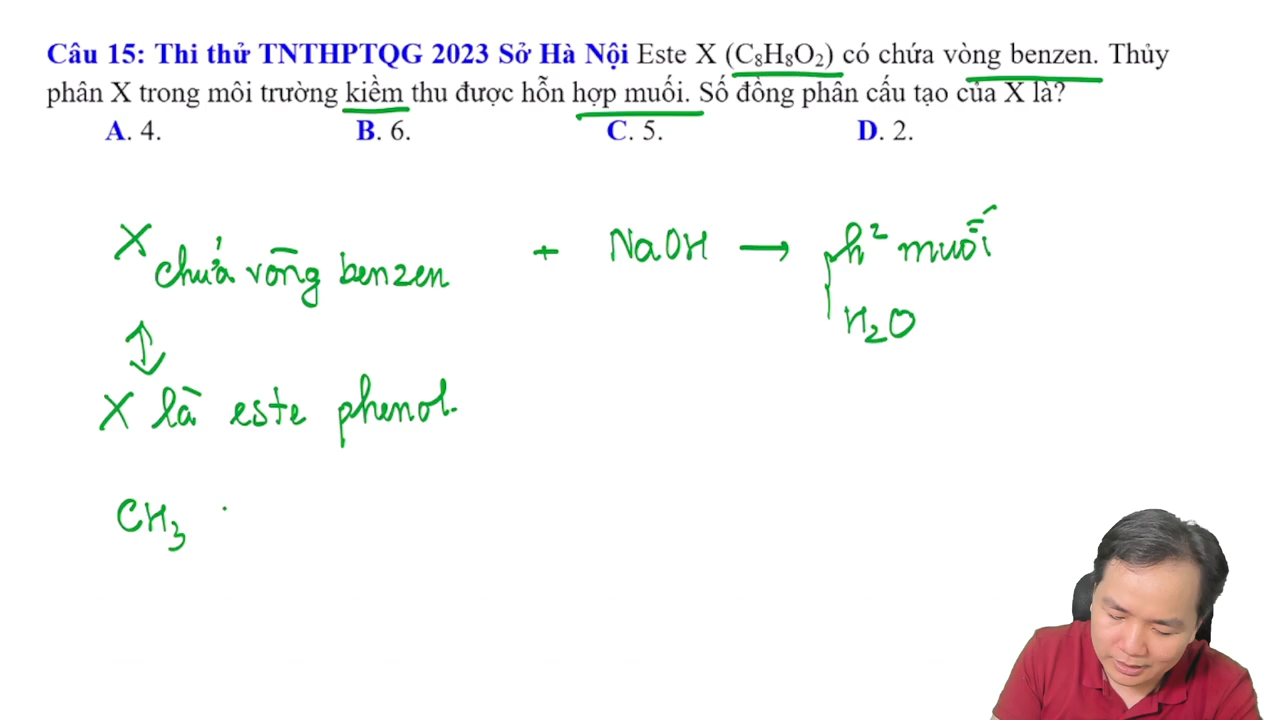 Câu 15: Thi thử TNTHPTQG 2023 Sở Hà Nội Este X (C₈H₈O₂) có chứa vòng benzen. Thủy
phân X trong môi trường kiềm thu được hỗn hợp muối. Số đồng phân cấu tạo của X là?
A. 4. B. 6. C. 5. D. 2.
X chứa vòng benzen + NaOH → h² muối
H₂O
⇕
X là este phenol.
CH₃